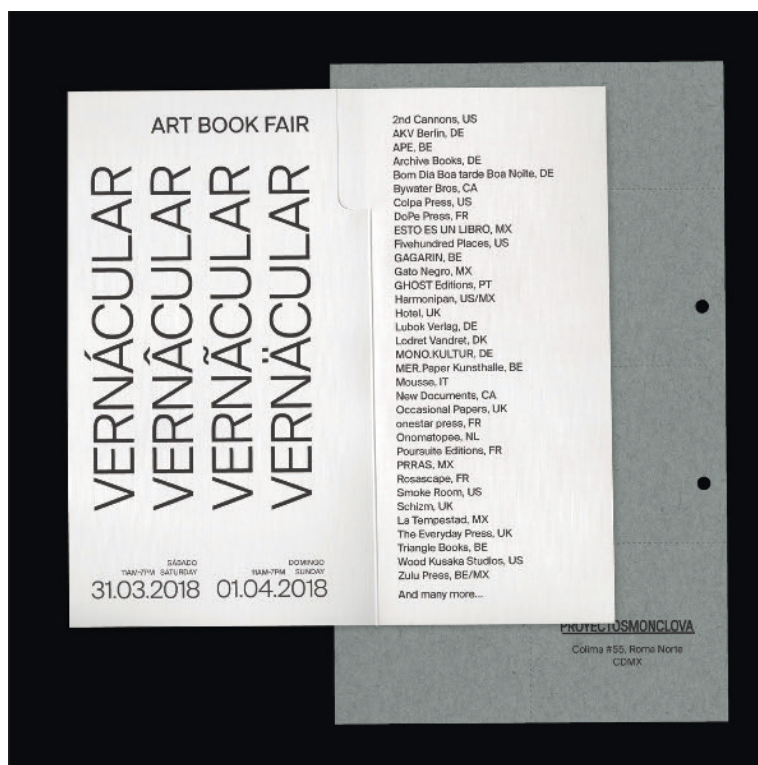 ART BOOK FAIR
VERNÁCULAR
VERNÂCULAR
VERNÃCULAR
VERNÄCULAR
SÁBADO
11AM-7PM SATURDAY
31.03.2018
DOMINGO
11AM-7PM SUNDAY
01.04.2018
2nd Cannons, US
AKV Berlin, DE
APE, BE
Archive Books, DE
Bom Dia Boa tarde Boa Noite, DE
Bywater Bros, CA
Colpa Press, US
DoPe Press, FR
ESTO ES UN LIBRO, MX
Fivehundred Places, US
GAGARIN, BE
Gato Negro, MX
GHOST Editions, PT
Harmonipan, US/MX
Hotel, UK
Lubok Verlag, DE
Lodret Vandret, DK
MONO.KULTUR, DE
MER.Paper Kunsthalle, BE
Mousse, IT
New Documents, CA
Occasional Papers, UK
onestar press, FR
Onomatopee, NL
Poursuite Editions, FR
PRRAS, MX
Rosascape, FR
Smoke Room, US
Schizm, UK
La Tempestad, MX
The Everyday Press, UK
Triangle Books, BE
Wood Kusaka Studios, US
Zulu Press, BE/MX
And many more...
PROYECTOSMONCLOVA
Colima #55, Roma Norte
CDMX